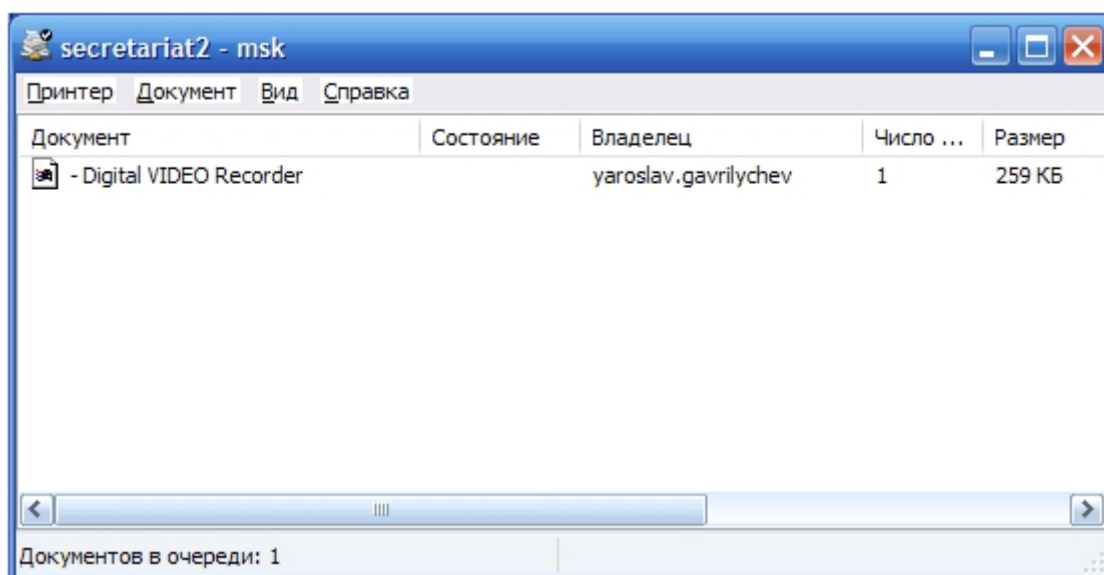 secretariat2 - msk
Принтер Документ Вид Справка
Документ Состояние Владелец Число ... Размер
- Digital VIDEO Recorder yaroslav.gavrilychev 1 259 КБ
Документов в очереди: 1